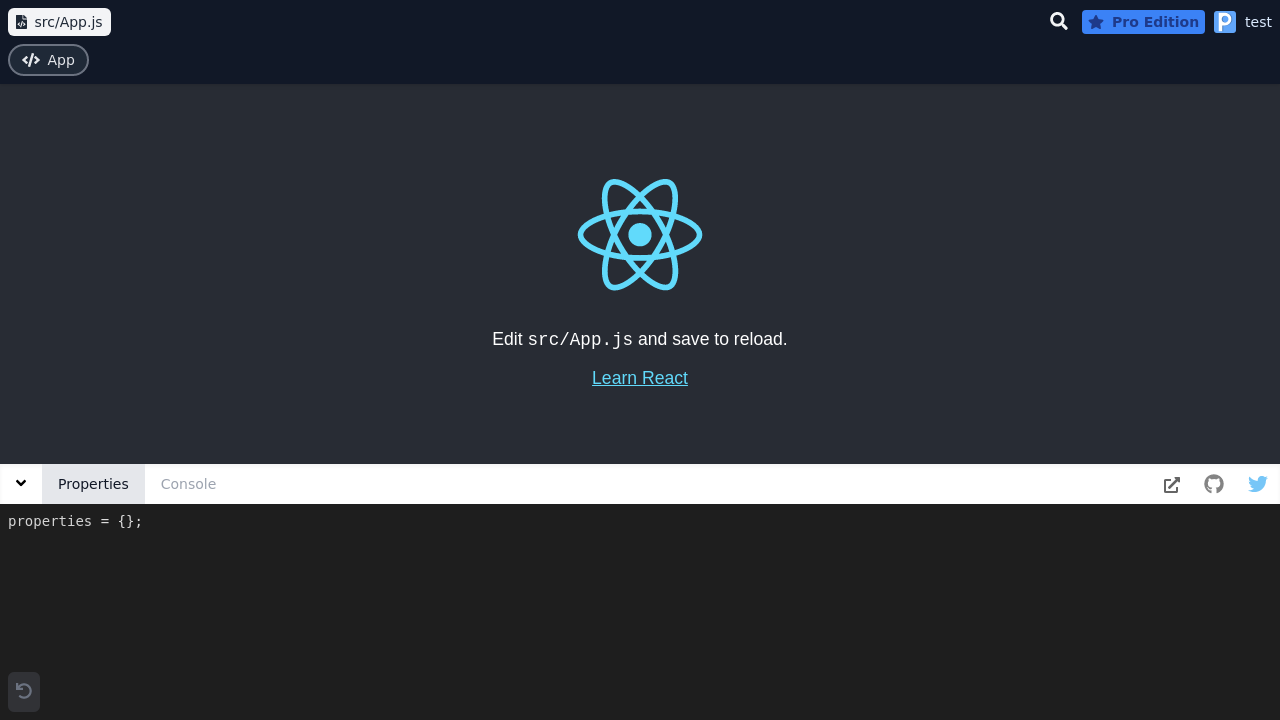 src/App.js
Pro Edition
test
App
Edit src/App.js and save to reload.
Learn React
Properties
Console
properties = {};